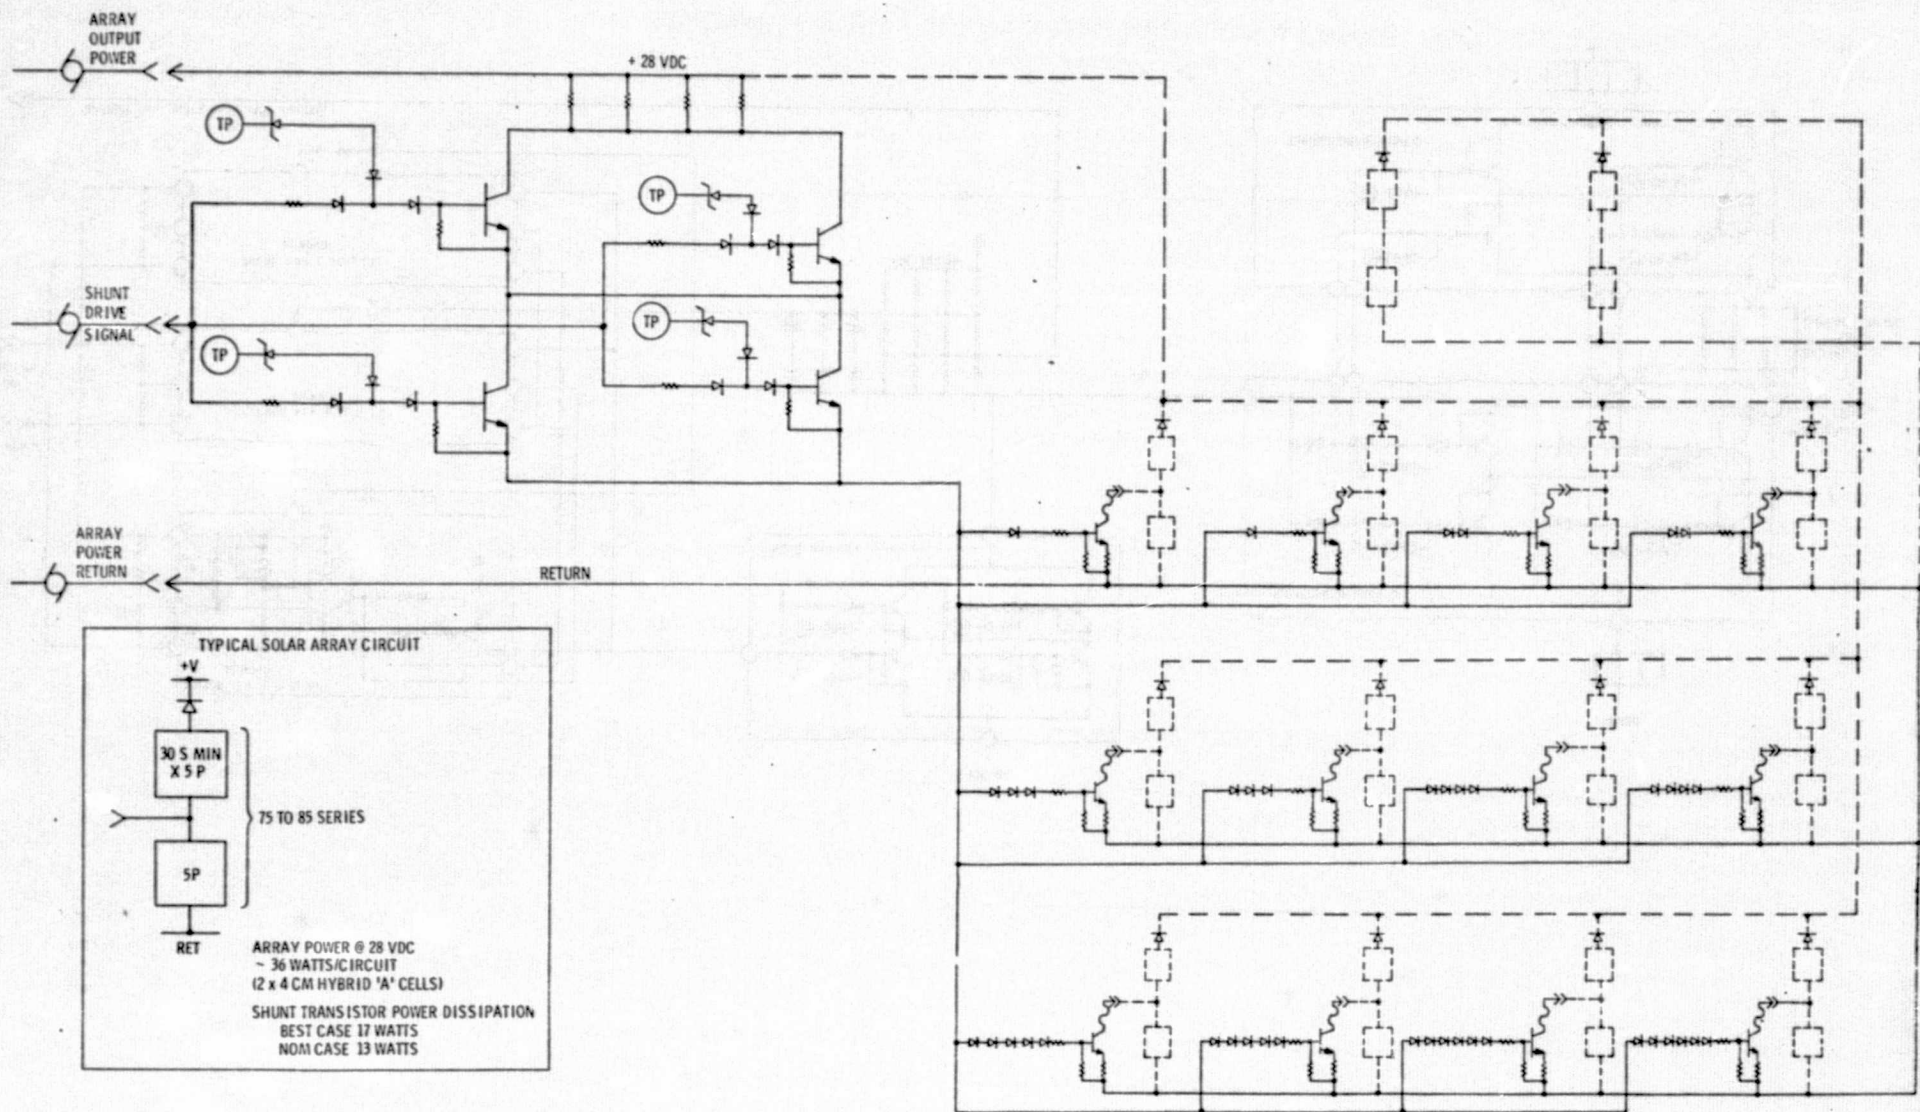 ARRAY
OUTPUT
POWER
+ 28 VDC
TP
TP
SHUNT
DRIVE
SIGNAL
TP
TP
ARRAY
POWER
RETURN
RETURN
TYPICAL SOLAR ARRAY CIRCUIT
+V
30 S MIN
X 5 P
75 TO 85 SERIES
5P
RET
ARRAY POWER @ 28 VDC
~ 36 WATTS/CIRCUIT
(2 x 4 CM HYBRID 'A' CELLS)
SHUNT TRANSISTOR POWER DISSIPATION
BEST CASE 17 WATTS
NOM CASE 13 WATTS